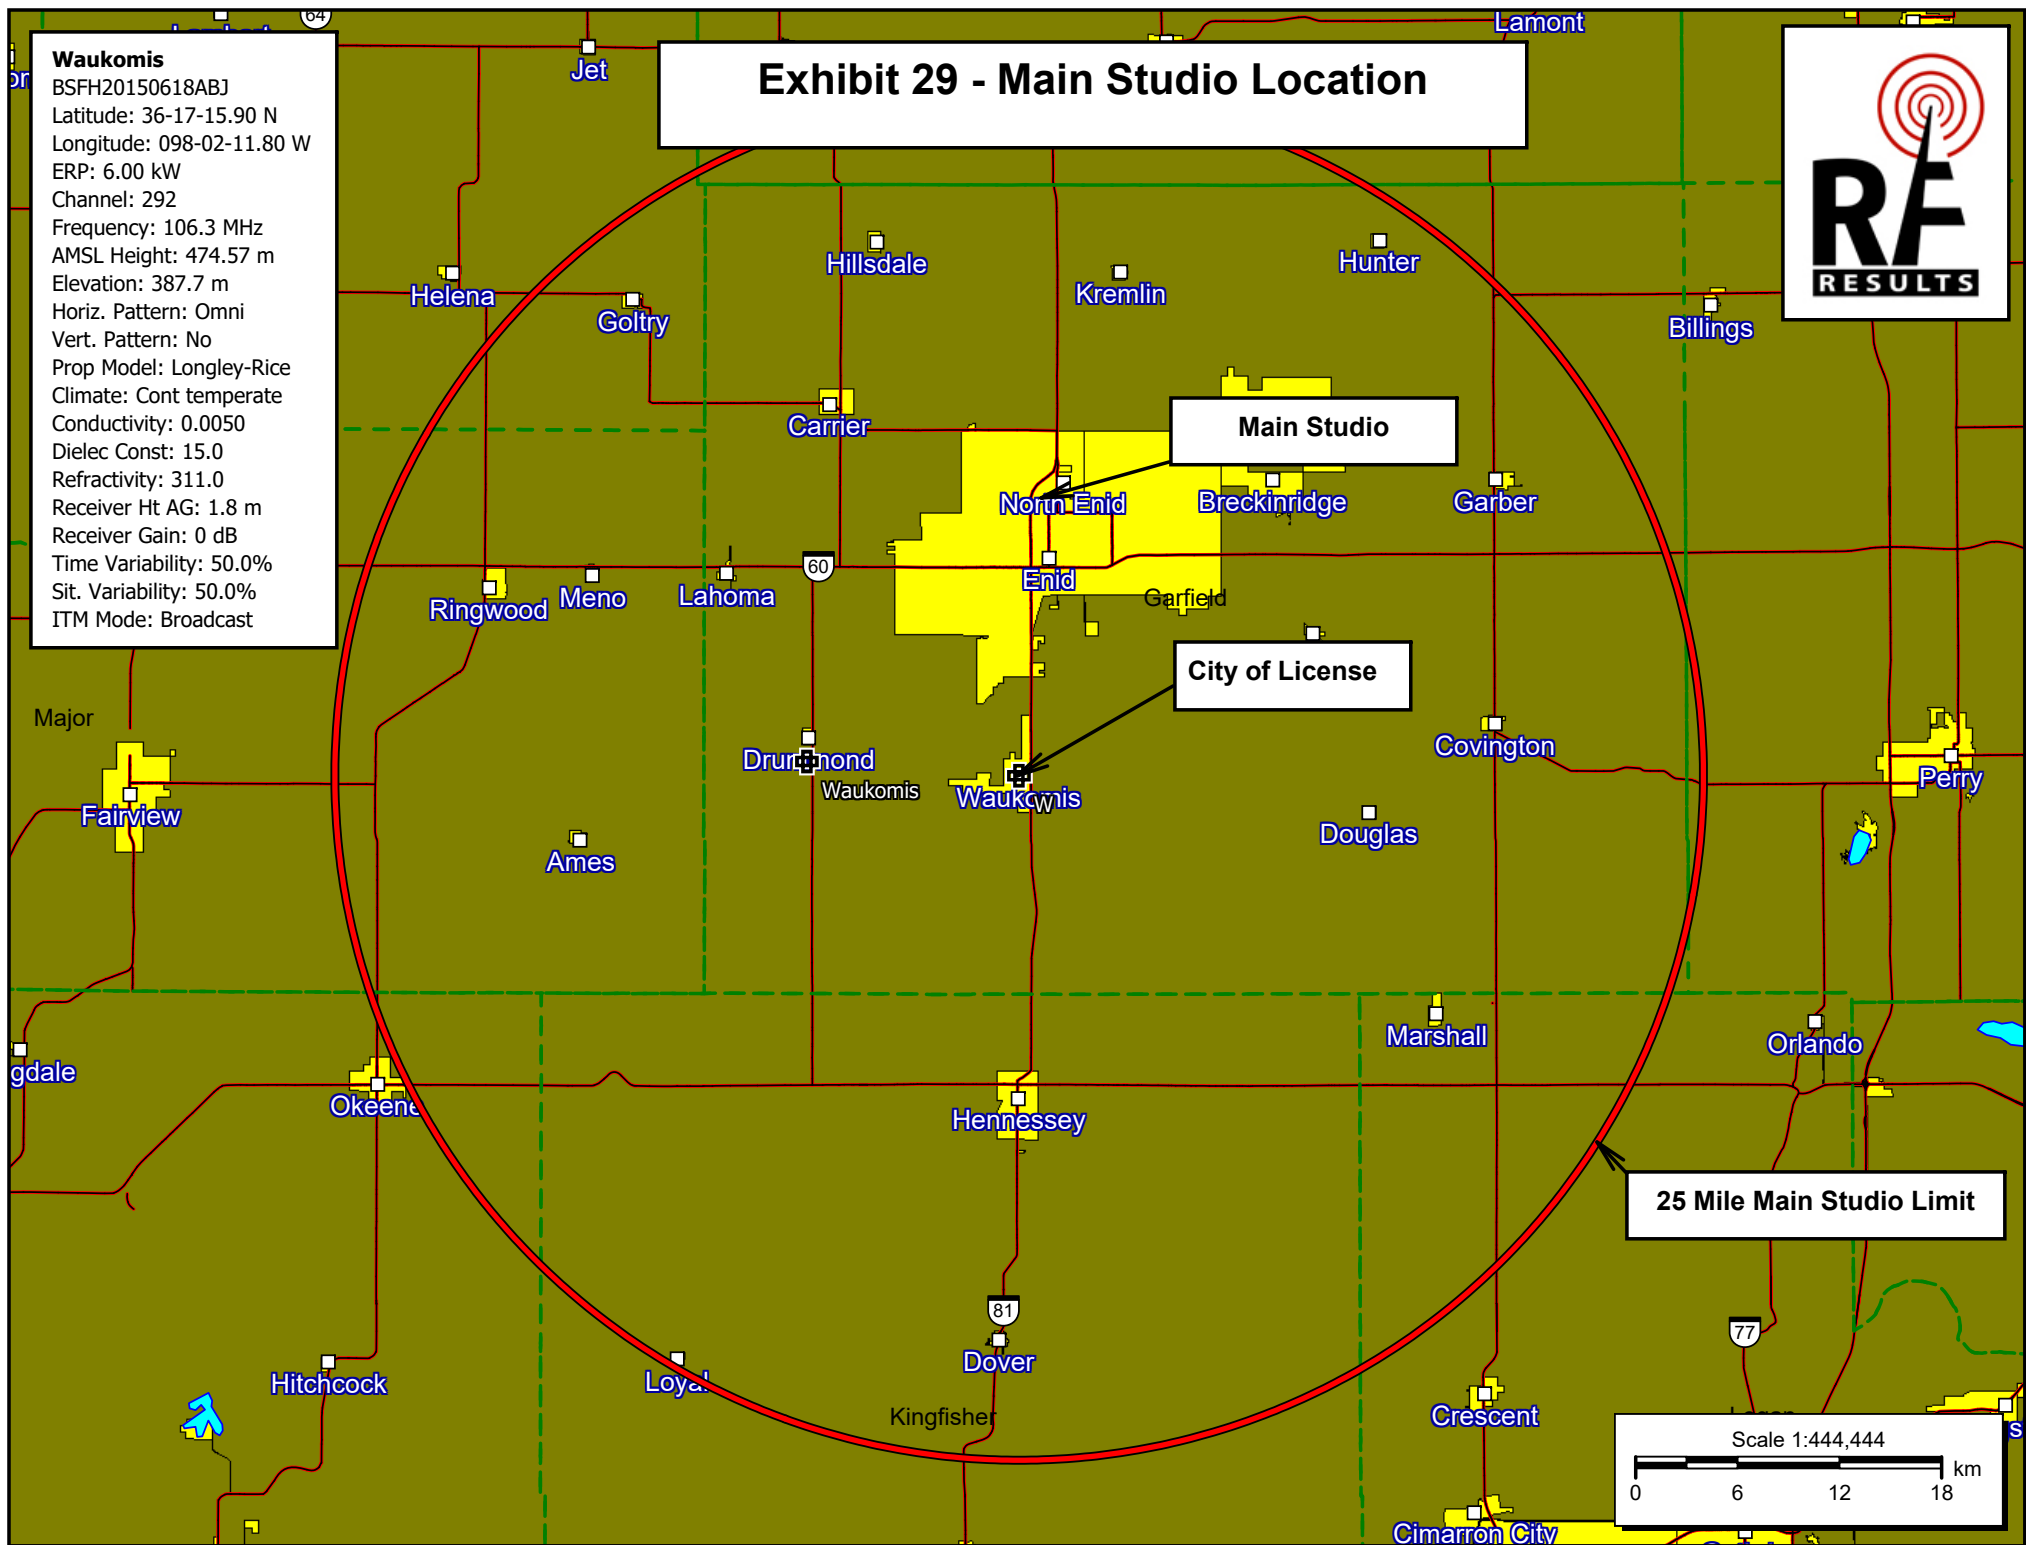 64
Lamont
Jet
Exhibit 29 - Main Studio Location
Waukomis
BSFH20150618ABJ
Latitude: 36-17-15.90 N
Longitude: 098-02-11.80 W
ERP: 6.00 kW
Channel: 292
Frequency: 106.3 MHz
AMSL Height: 474.57 m
Elevation: 387.7 m
Horiz. Pattern: Omni
Vert. Pattern: No
Prop Model: Longley-Rice
Climate: Cont temperate
Conductivity: 0.0050
Dielec Const: 15.0
Refractivity: 311.0
Receiver Ht AG: 1.8 m
Receiver Gain: 0 dB
Time Variability: 50.0%
Sit. Variability: 50.0%
ITM Mode: Broadcast
RF
RESULTS
Hillsdale
Hunter
Kremlin
Helena
Goltry
Billings
Carrier
Main Studio
North Enid
Breckinridge
Garber
60
Enid
Ringwood
Meno
Lahoma
Garfield
City of License
Major
Drummond
Waukomis
Waukomis
W
Covington
Perry
Fairview
Ames
Douglas
Marshall
Orlando
gdale
Okeene
Hennessey
25 Mile Main Studio Limit
81
77
Dover
Hitchcock
Loyal
Kingfisher
Crescent
Scale 1:444,444
km
0 6 12 18
Cimarron City